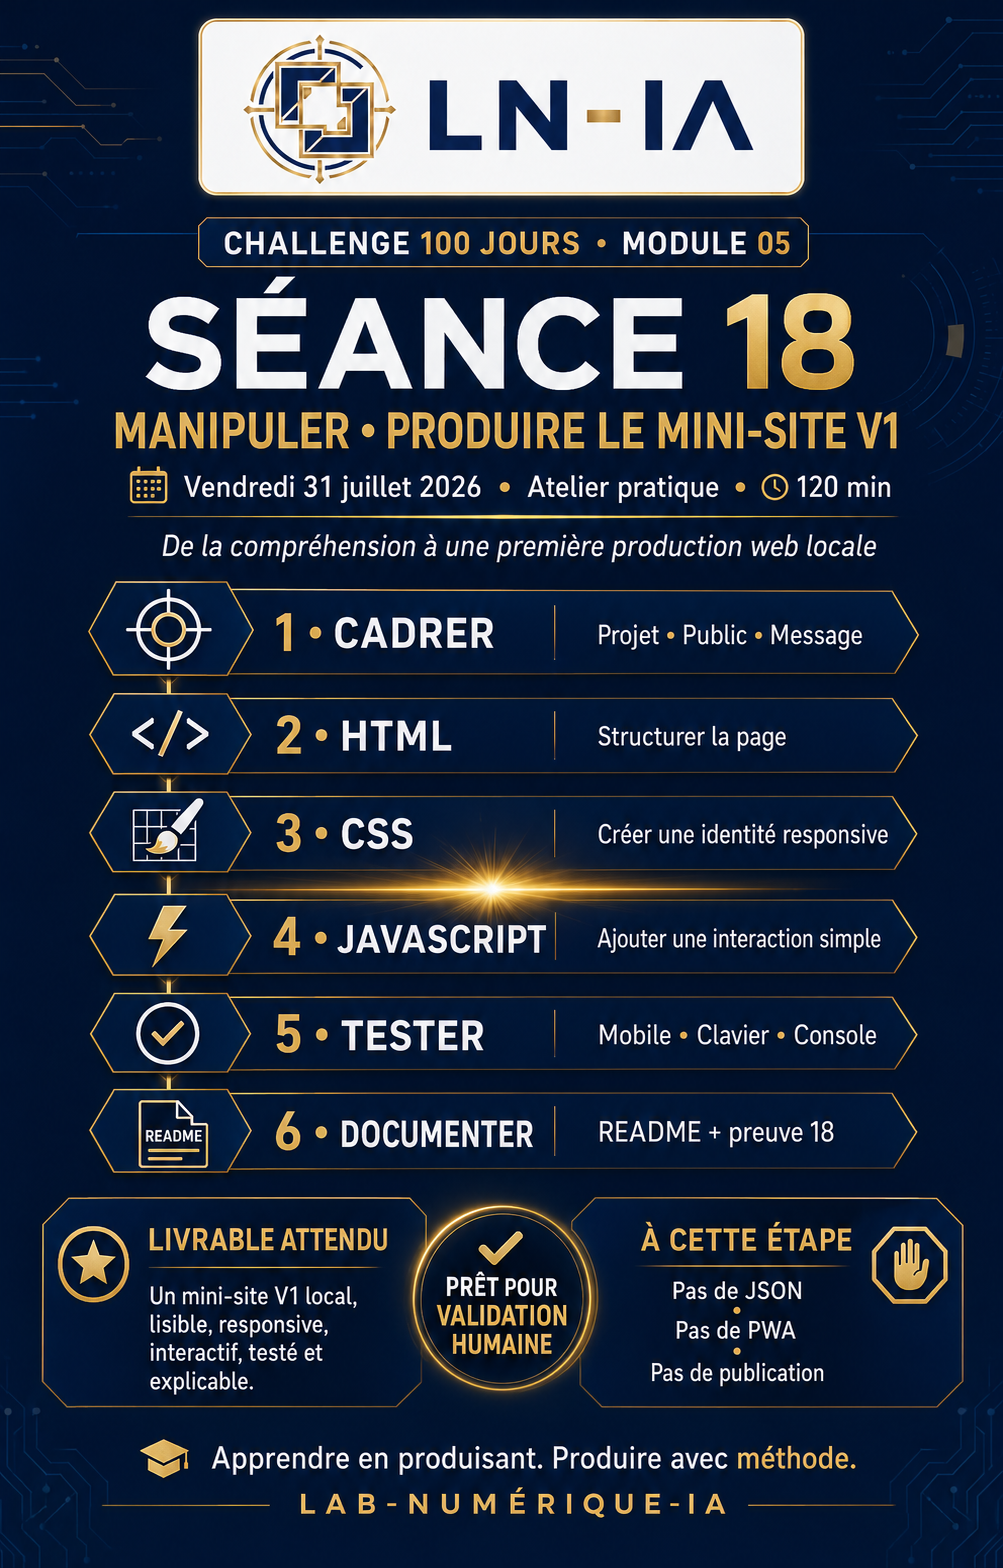 LN-IA
CHALLENGE 100 JOURS • MODULE 05
SÉANCE 18
MANIPULER • PRODUIRE LE MINI-SITE V1
Vendredi 31 juillet 2026 • Atelier pratique • 120 min
De la compréhension à une première production web locale
1 • CADRER
Projet • Public • Message
</>
2 • HTML
Structurer la page
3 • CSS
Créer une identité responsive
4 • JAVASCRIPT
Ajouter une interaction simple
5 • TESTER
Mobile • Clavier • Console
README
6 • DOCUMENTER
README + preuve 18
LIVRABLE ATTENDU
Un mini-site V1 local,
lisible, responsive,
interactif, testé et
explicable.
PRÊT POUR
VALIDATION
HUMAINE
À CETTE ÉTAPE
Pas de JSON
•
Pas de PWA
•
Pas de publication
Apprendre en produisant. Produire avec méthode.
LAB-NUMÉRIQUE-IA